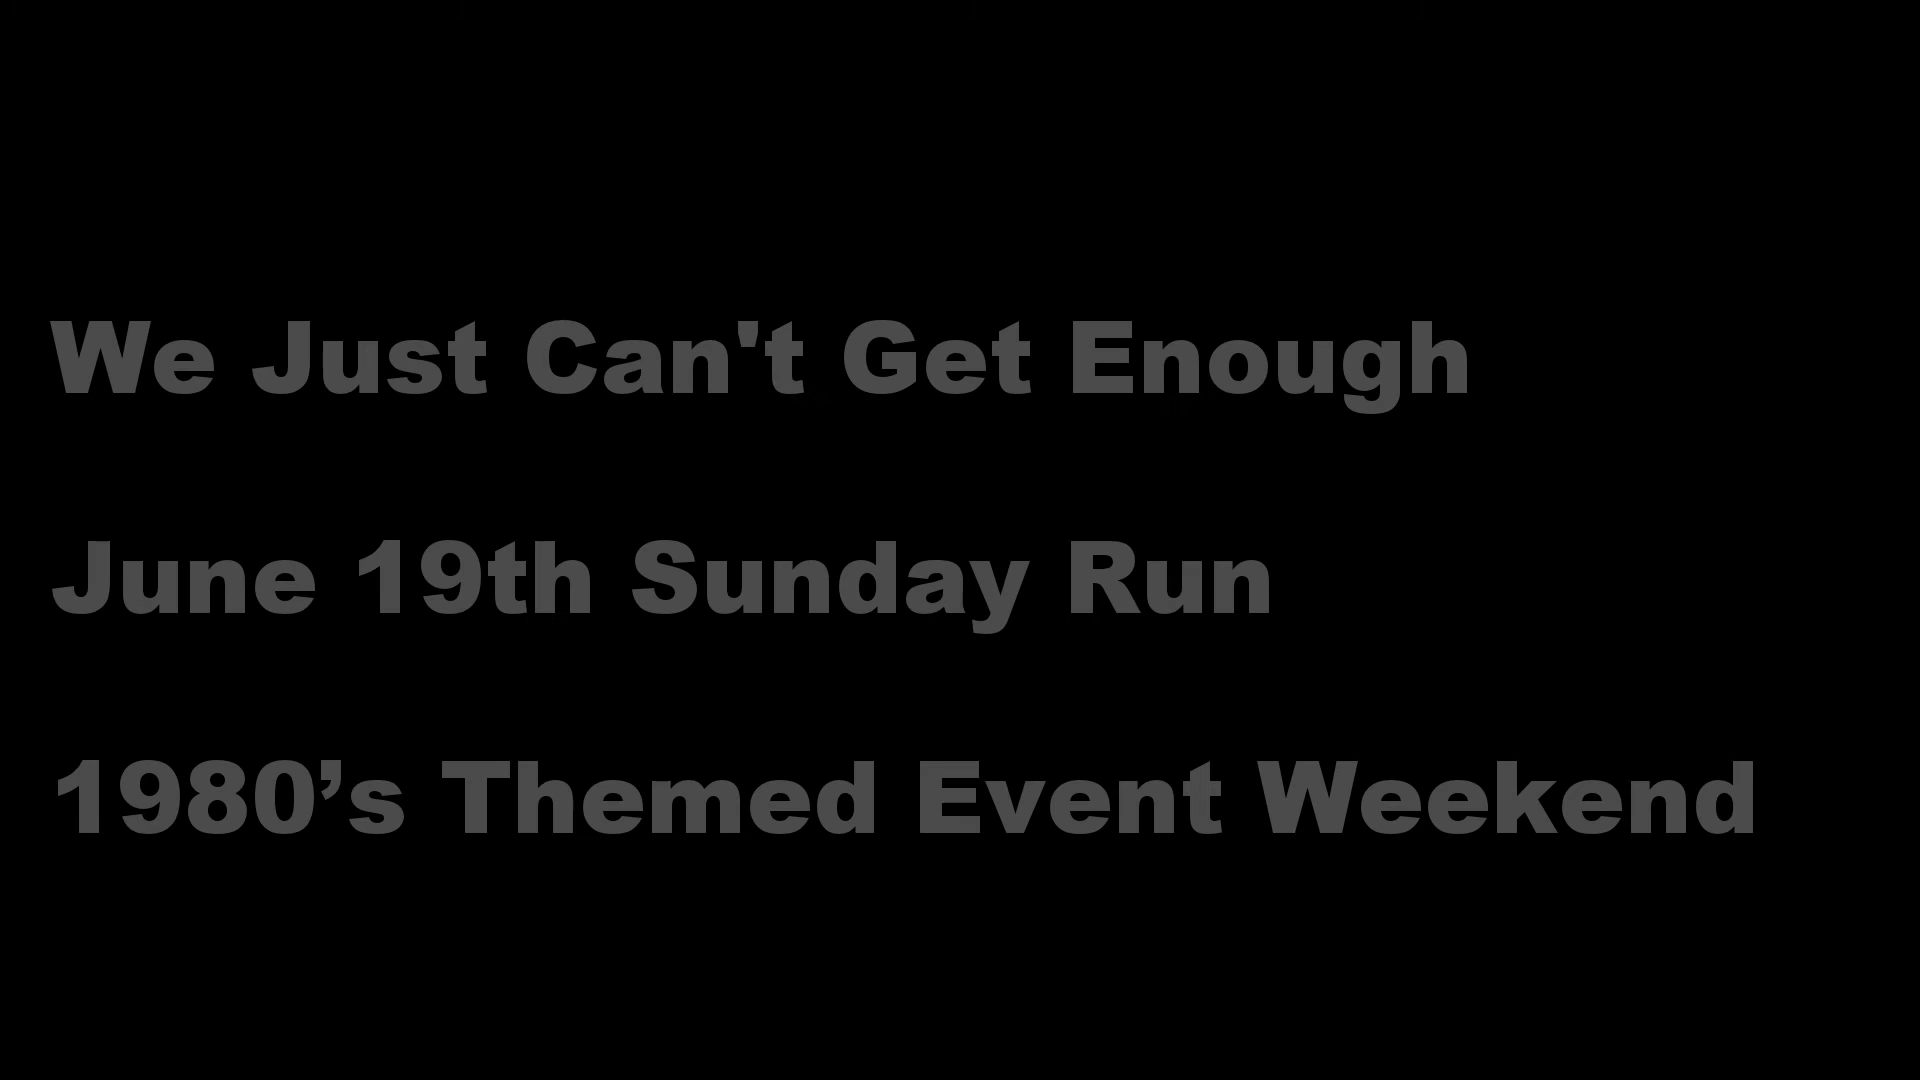 We Just Can't Get Enough
June 19th Sunday Run
1980’s Themed Event Weekend